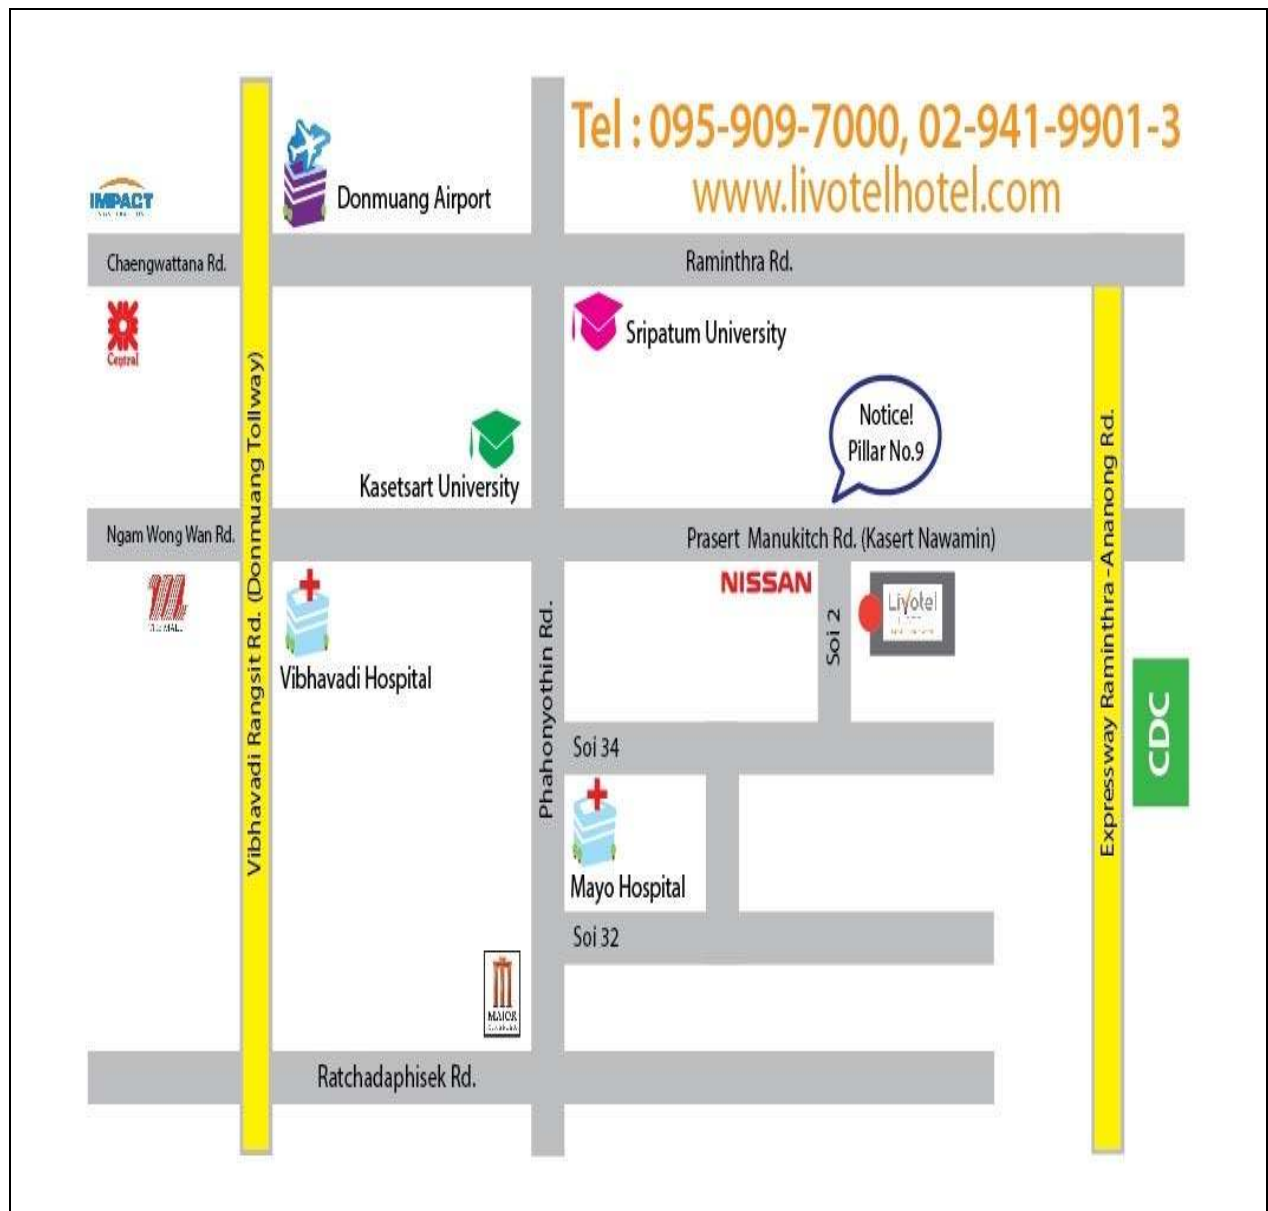 Tel : 095-909-7000, 02-941-9901-3
www.livotelhotel.com
IMPACT
Donmuang Airport
Chaengwattana Rd.
Raminthra Rd.
Central
Sripatum University
Notice!
Pillar No.9
Kasetsart University
Ngam Wong Wan Rd.
Prasert Manukitch Rd. (Kasert Nawamin)
Vibhavadi Rangsit Rd. (Donmuang Tollway)
Phahonyothin Rd.
Expressway Raminthra-Ananong Rd.
THE MALL
Vibhavadi Hospital
NISSAN
Soi 2
Livotel
CDC
Soi 34
Mayo Hospital
Soi 32
MAJOR
Ratchadaphisek Rd.